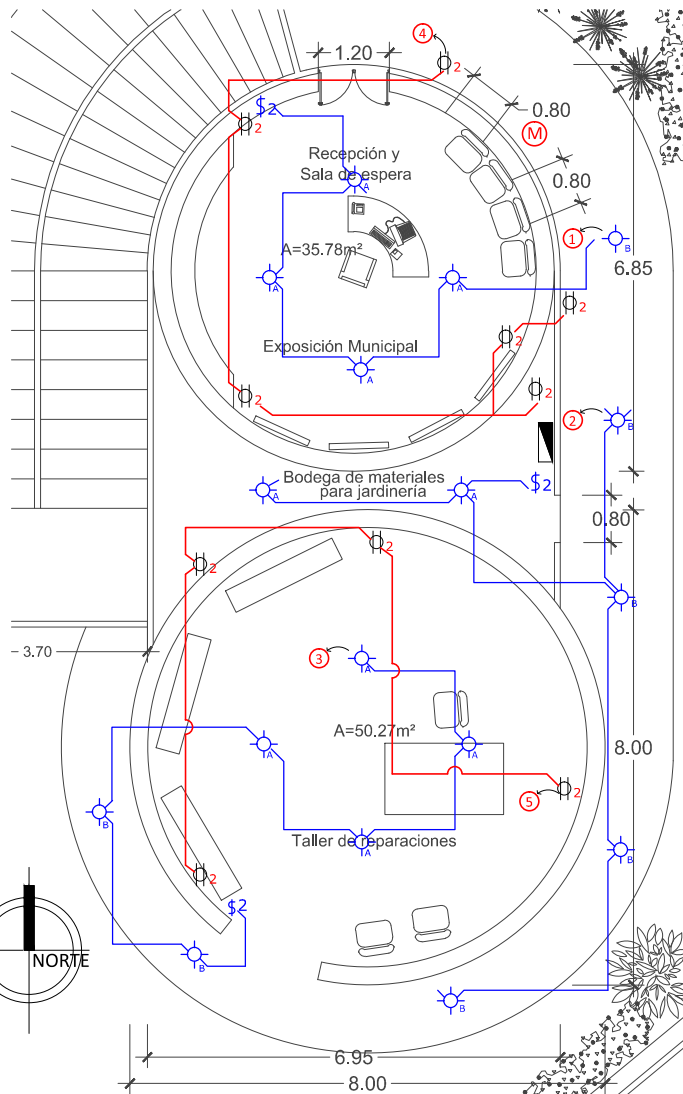 4
1.20
2
$2
2
0.80
M
Recepción y
Sala de espera
A
0.80
A=35.78m²
1
B
6.85
A
A
2
Exposición Municipal
2
A
2
2
2
B
Bodega de materiales
para jardinería
A
A
$2
0.80
2
2
B
3.70
3
A
A=50.27m²
A
A
8.00
5
2
B
Taller de reparaciones
A
B
2
$2
B
NORTE
B
6.95
8.00